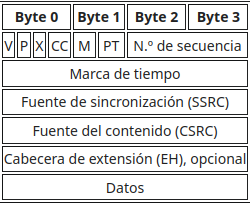 Byte 0 Byte 1 Byte 2 Byte 3
V P X CC M PT N.º de secuencia
Marca de tiempo
Fuente de sincronización (SSRC)
Fuente del contenido (CSRC)
Cabecera de extensión (EH), opcional
Datos